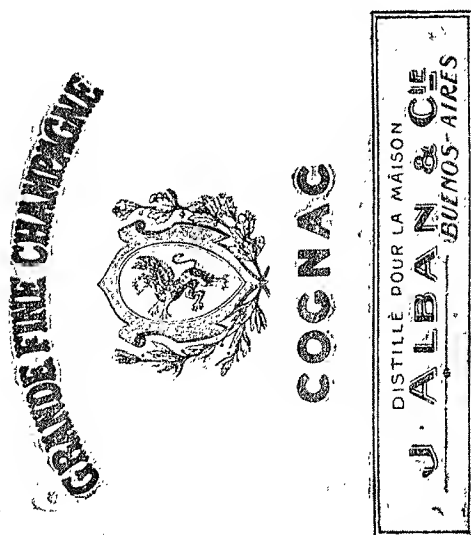 GRANDE FINE CHAMPAGNE
COGNAC
DISTILLÉ POUR LA MAISON
J. ALBAN & CIE
BUENOS-AIRES